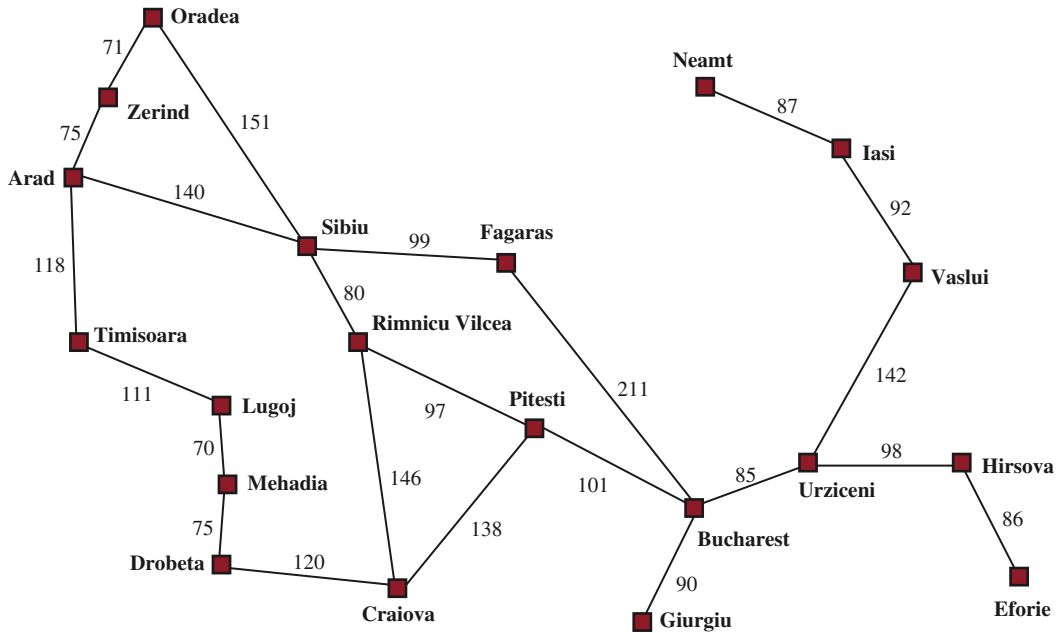 Oradea
71
Neamt
Zerind
87
151
75
Iasi
Arad
140
92
Sibiu
Fagaras
99
118
Vaslui
80
Timisoara
Rimnicu Vilcea
142
111
Pitesti
211
Lugoj
97
70
98
Hirsova
146
85
Mehadia
101
Urziceni
86
75
138
Bucharest
Drobeta
120
90
Eforie
Craiova
Giurgiu